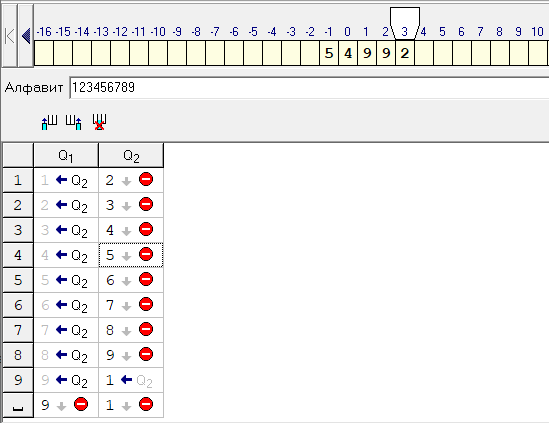 -16 -15 -14 -13 -12 -11 -10 -9 -8 -7 -6 -5 -4 -3 -2 -1 -0 1 2 3 4 5 6 7 8 9 10
5 4 9 9 2
Алфавит 123456789
Q1 Q2
1 1 ← Q2 2 ↓
2 2 ← Q2 3 ↓
3 3 ← Q2 4 ↓
4 4 ← Q2 5 ↓
5 5 ← Q2 6 ↓
6 6 ← Q2 7 ↓
7 7 ← Q2 8 ↓
8 8 ← Q2 9 ↓
9 9 ← Q2 1 ← Q2
␣ 9 ↓ 1 ↓